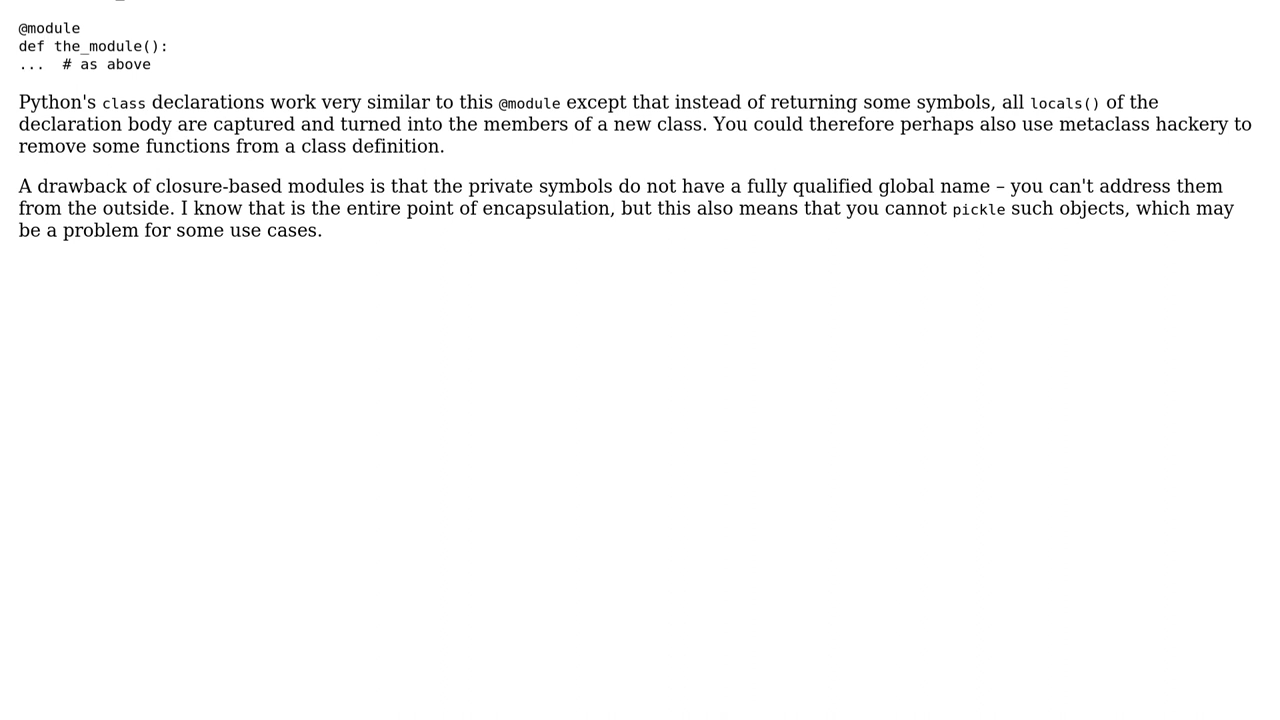 @module
def the_module():
...  # as above
Python's class declarations work very similar to this @module except that instead of returning some symbols, all locals() of the
declaration body are captured and turned into the members of a new class. You could therefore perhaps also use metaclass hackery to
remove some functions from a class definition.
A drawback of closure-based modules is that the private symbols do not have a fully qualified global name – you can't address them
from the outside. I know that is the entire point of encapsulation, but this also means that you cannot pickle such objects, which may
be a problem for some use cases.